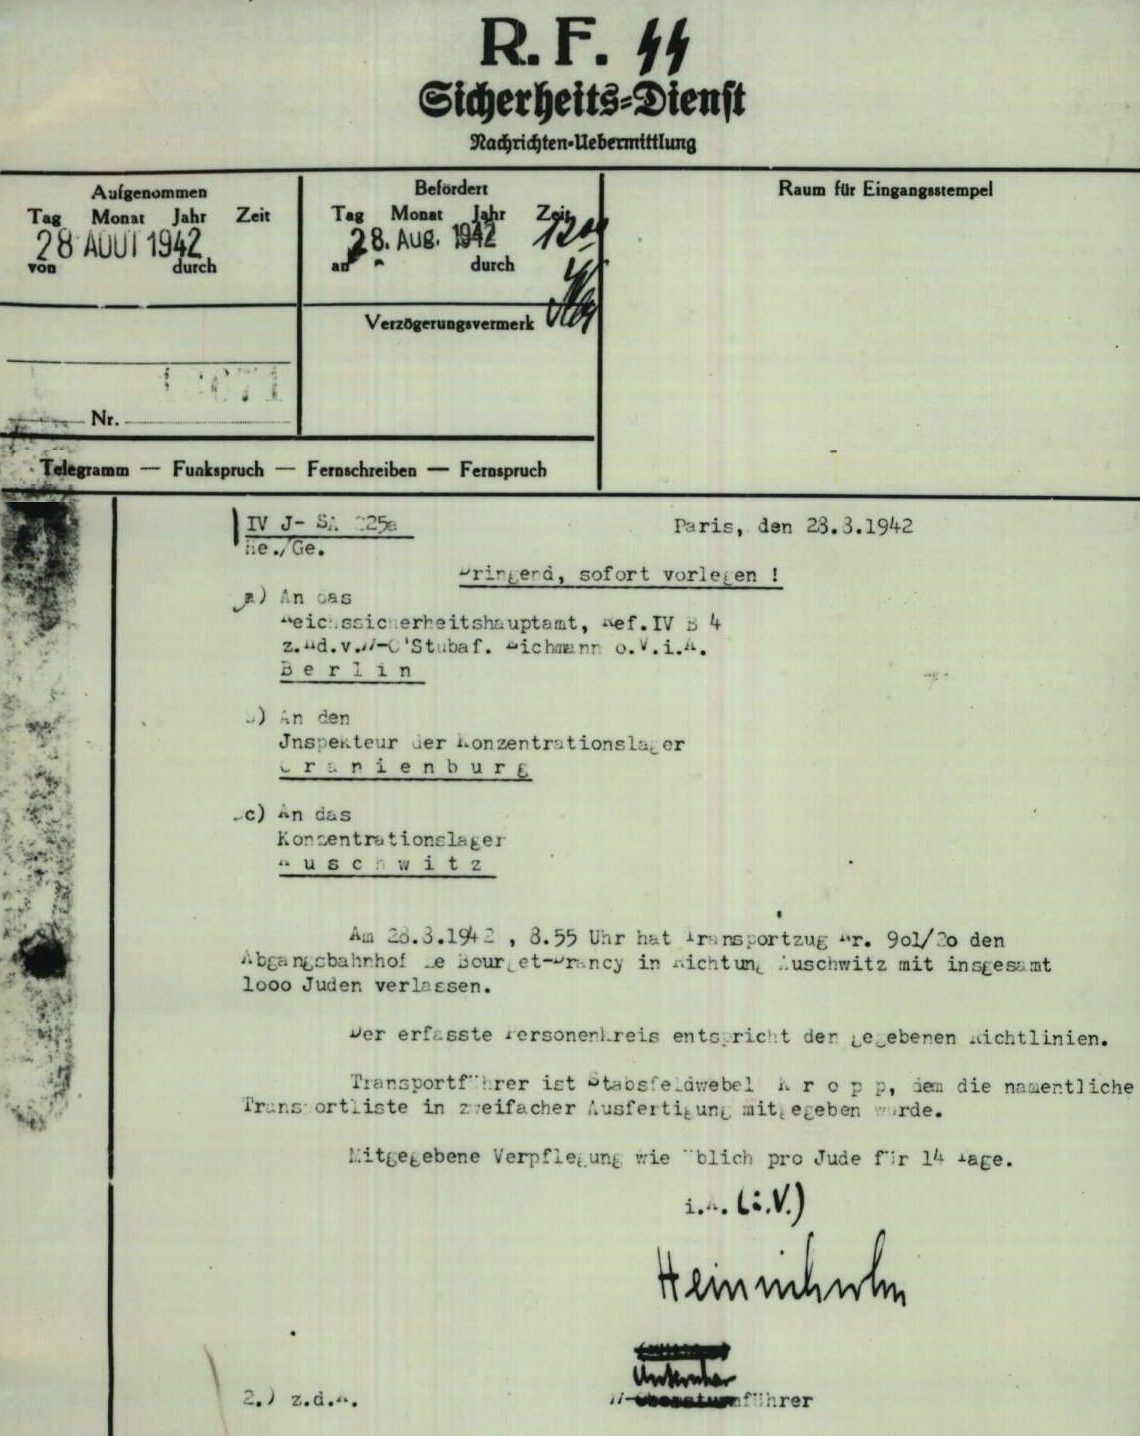 R. F. SS
Sicherheits-Dienst
Nachrichten-Uebermittlung
Aufgenommen
Tag Monat Jahr Zeit
28 AOUT 1942
von durch
Befördert
Tag Monat Jahr Zeit
28. Aug. 1942
an durch
Raum für Eingangsstempel
Verzögerungsvermerk
Nr.
Telegramm — Funkspruch — Fernschreiben — Fernspruch
IV J- SA 225a
He./Ge.
Paris, den 28.8.1942
Dringend, sofort vorlegen !
a) An das
Reichssicherheitshauptamt, Ref.IV B 4
z.Hd.v.SS-O'Stubaf. Eichmann o.V.i.A.
B e r l i n
b) An den
Jnspekteur der Konzentrationslager
O r a n i e n b u r g
c) An das
Konzentrationslager
A u s c h w i t z
Am 28.8.1942 , 8.55 Uhr hat Transportzug Nr. 9o1/2o den
Abgangsbahnhof Le Bourget-Drancy in Richtung Auschwitz mit insgesamt
1ooo Juden verlassen.
Der erfasste Personenkreis entspricht den gegebenen Richtlinien.
Transportführer ist Stabsfeldwebel K r o p p, dem die namentliche
Transportliste in zweifacher Ausfertigung mitgegeben wurde.
Mitgegebene Verpflegung wie üblich pro Jude für 14 Tage.
i.A. (i.V.)
SS-führer
2.) z.d.A.